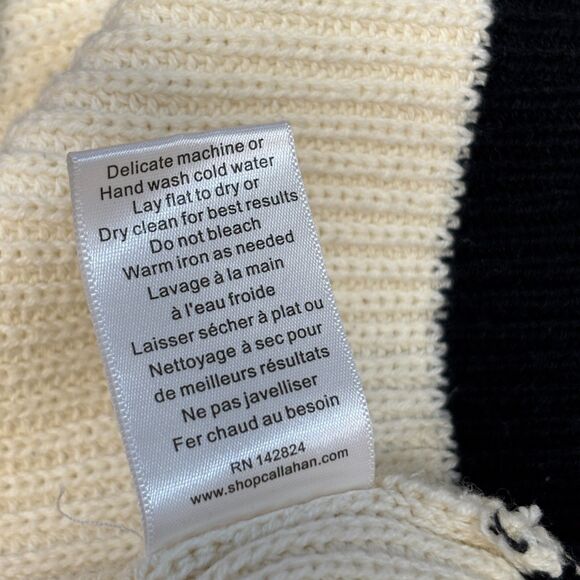 Delicate machine or
Hand wash cold water
Lay flat to dry or
Dry clean for best results
Do not bleach
Warm iron as needed
Lavage à la main
à l'eau froide
Laisser sécher à plat ou
Nettoyage à sec pour
de meilleurs résultats
Ne pas javelliser
Fer chaud au besoin
RN 142824
www.shopcallahan.com